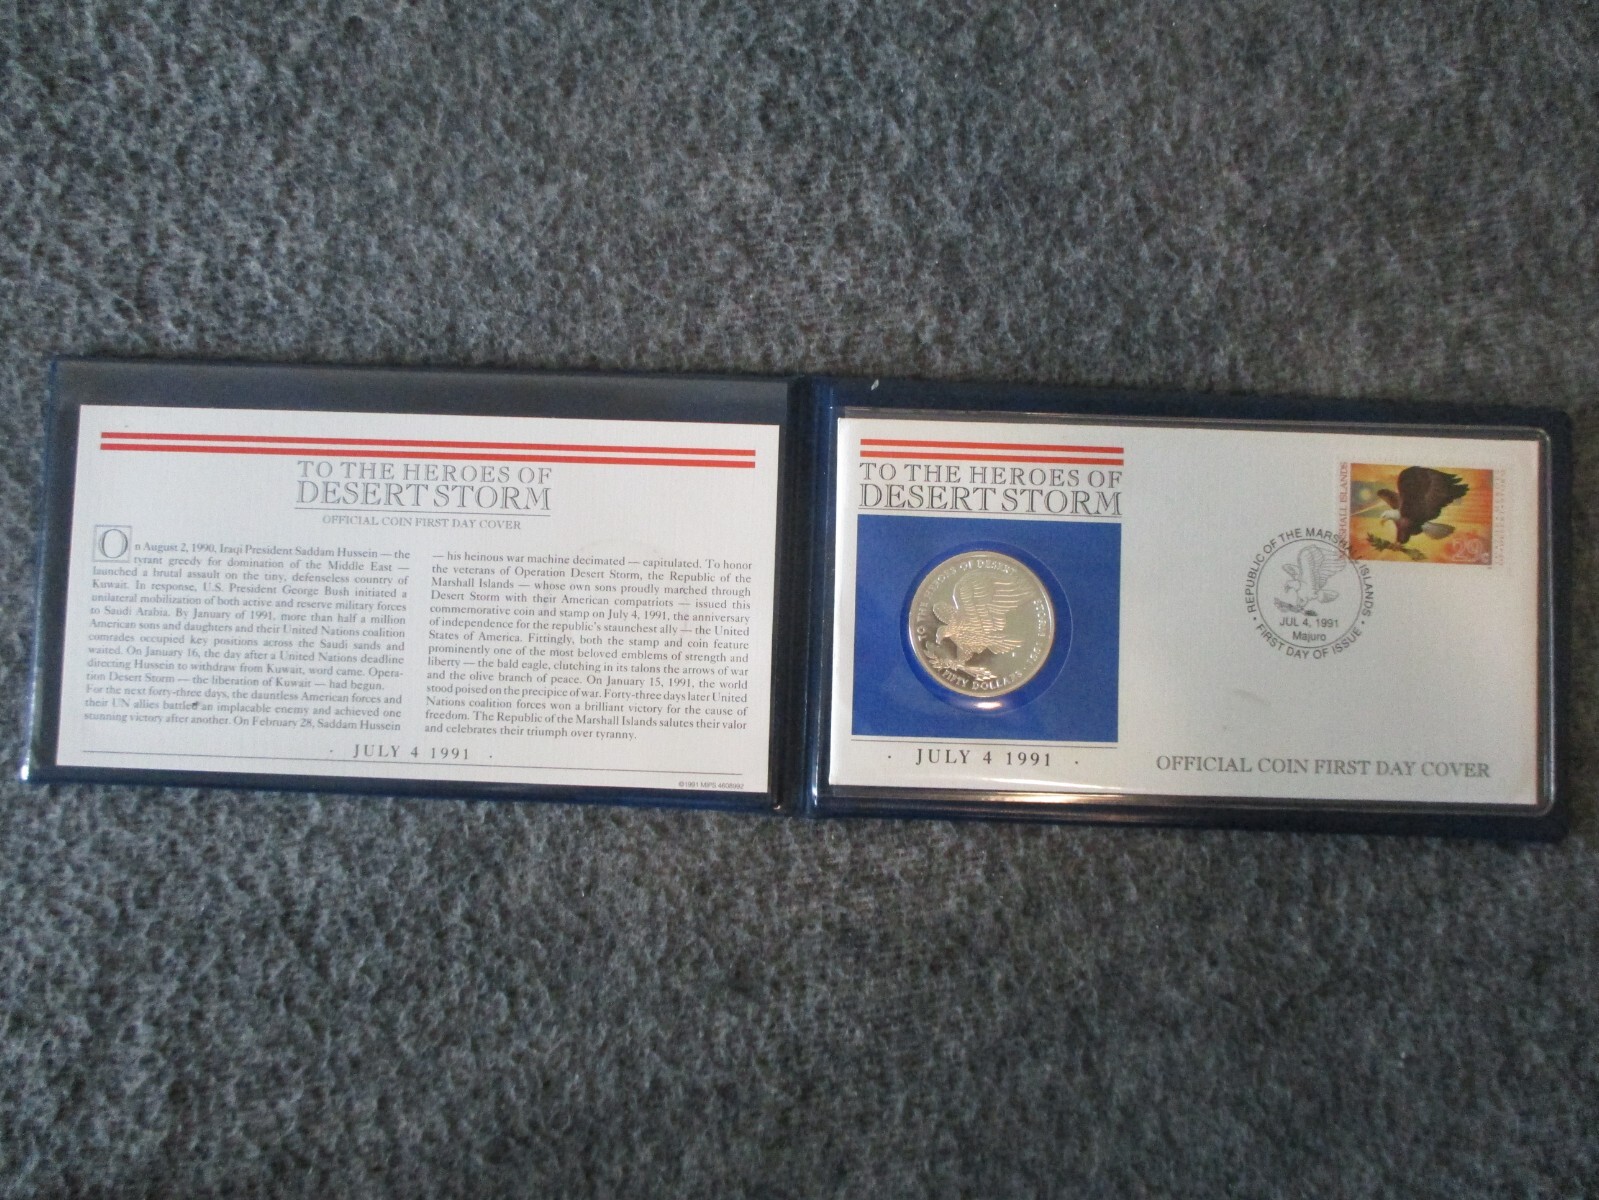 TO THE HEROES OF
DESERT STORM
OFFICIAL COIN FIRST DAY COVER
On August 2, 1990, Iraqi President Saddam Hussein — the
tyrant greedy for domination of the Middle East —
launched a brutal assault on the tiny, defenseless country of
Kuwait. In response, U.S. President George Bush initiated a
unilateral mobilization of both active and reserve military forces
to Saudi Arabia. By January of 1991, more than half a million
American sons and daughters and their United Nations coalition
comrades occupied key positions across the Saudi sands and
waited. On January 16, the day after a United Nations deadline
directing Hussein to withdraw from Kuwait, word came. Opera-
tion Desert Storm — the liberation of Kuwait — had begun.
For the next forty-three days, the dauntless American forces and
their UN allies battled an implacable enemy and achieved one
stunning victory after another. On February 28, Saddam Hussein
— his heinous war machine decimated — capitulated. To honor
the veterans of Operation Desert Storm, the Republic of the
Marshall Islands — whose own sons proudly marched through
Desert Storm with their American compatriots — issued this
commemorative coin and stamp on July 4, 1991, the anniversary
of independence for the republic's staunchest ally — the United
States of America. Fittingly, both the stamp and coin feature
prominently one of the most beloved emblems of strength and
liberty — the bald eagle, clutching in its talons the arrows of war
and the olive branch of peace. On January 15, 1991, the world
stood poised on the precipice of war. Forty-three days later United
Nations coalition forces won a brilliant victory for the cause of
freedom. The Republic of the Marshall Islands salutes their valor
and celebrates their triumph over tyranny.
· JULY 4 1991 ·
©1991 MIPS 4608992
TO THE HEROES OF
DESERT STORM
TO THE HEROES OF DESERT STORM
FIFTY DOLLARS 1991
· JULY 4 1991 ·
MARSHALL ISLANDS
29
REPUBLIC OF THE MARSHALL ISLANDS
JUL 4, 1991
Majuro
· FIRST DAY OF ISSUE ·
OFFICIAL COIN FIRST DAY COVER